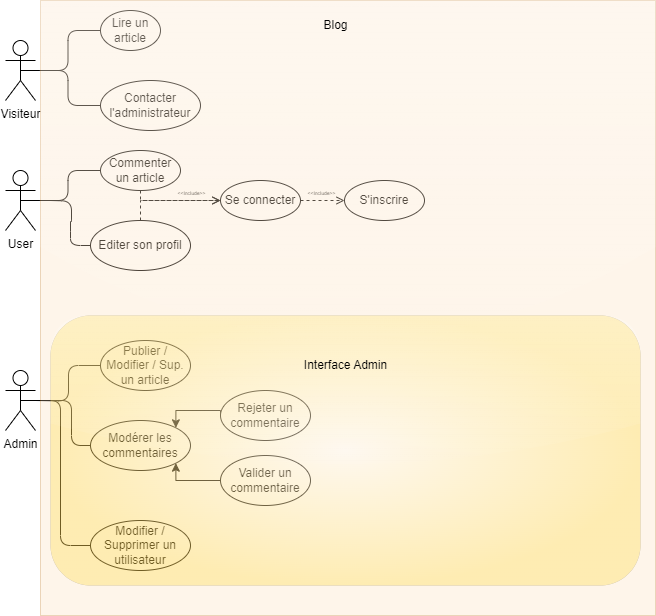 Blog
Lire un
article
Visiteur
Contacter
l'administrateur
Commenter
un article
<<Include>>
Se connecter
<<Include>>
S'inscrire
User
Editer son profil
Interface Admin
Publier /
Modifier / Sup.
un article
Admin
Modérer les
commentaires
Rejeter un
commentaire
Valider un
commentaire
Modifier /
Supprimer un
utilisateur